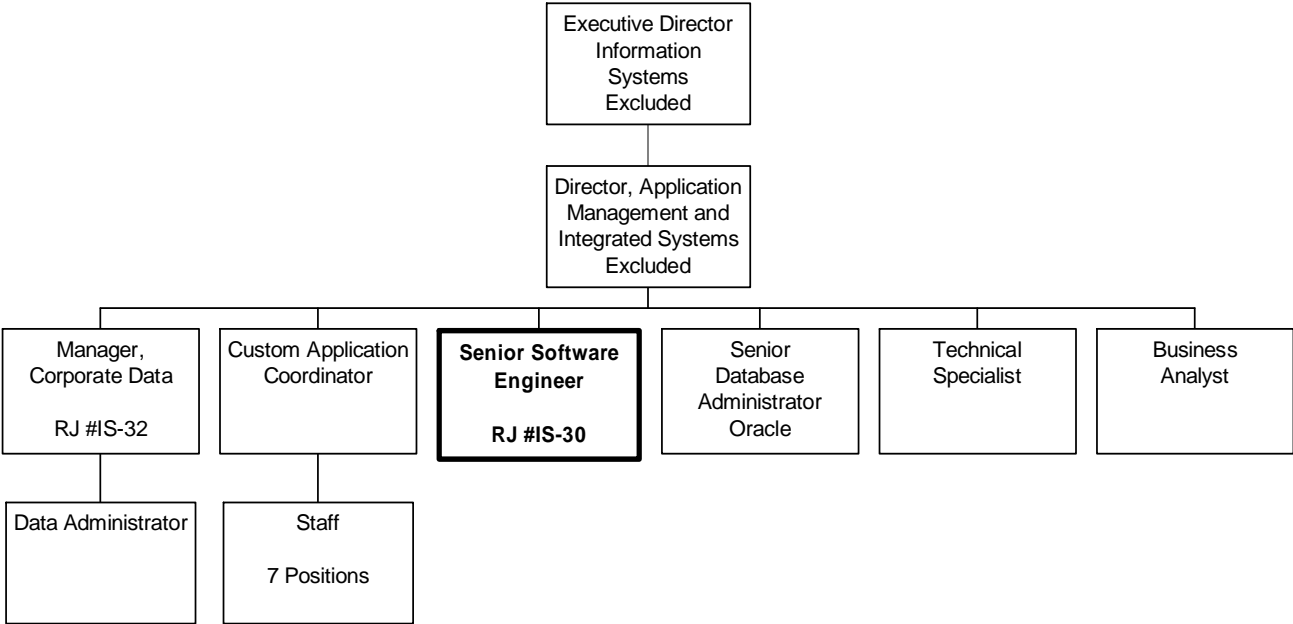 Executive Director
Information
Systems
Excluded
Director, Application
Management and
Integrated Systems
Excluded
Manager,
Corporate Data
RJ #IS-32
Custom Application
Coordinator
Senior Software
Engineer
RJ #IS-30
Senior
Database
Administrator
Oracle
Technical
Specialist
Business
Analyst
Data Administrator
Staff
7 Positions